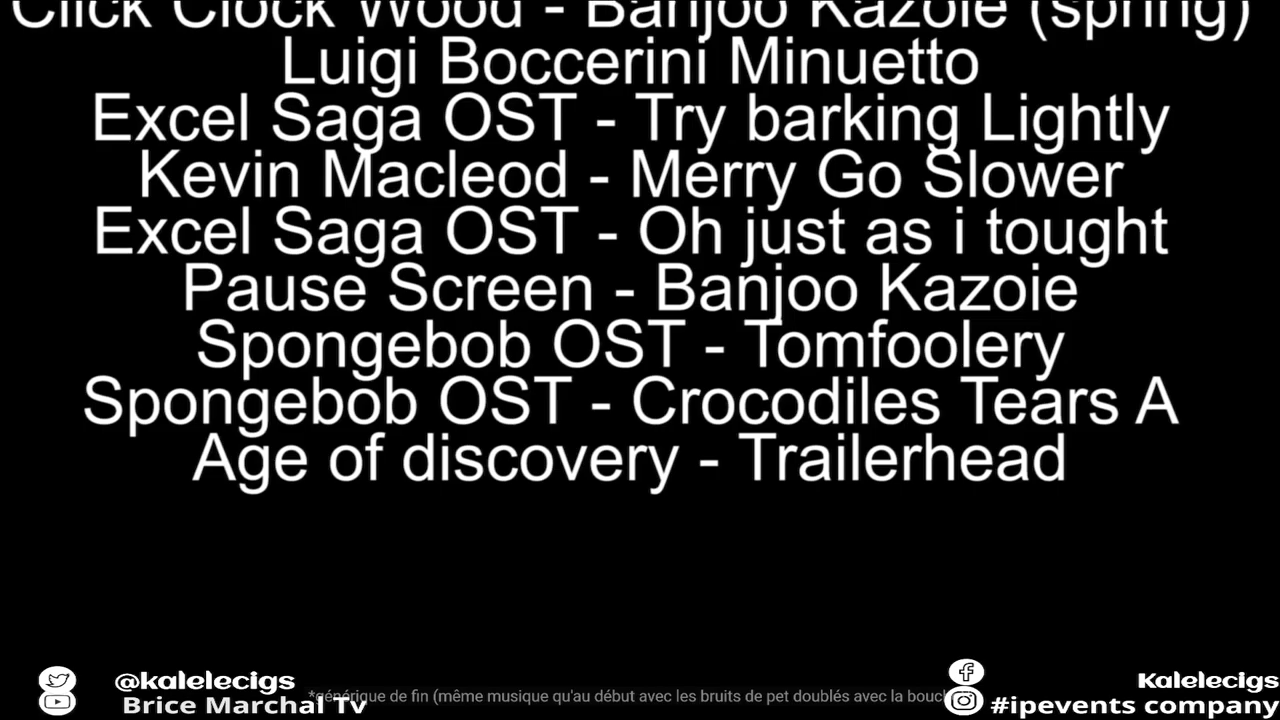 Click Clock Wood - Banjoo Kazoie (spring)
Luigi Boccerini Minuetto
Excel Saga OST - Try barking Lightly
Kevin Macleod - Merry Go Slower
Excel Saga OST - Oh just as i tought
Pause Screen - Banjoo Kazoie
Spongebob OST - Tomfoolery
Spongebob OST - Crocodiles Tears A
Age of discovery - Trailerhead
@kalelecigs
Brice Marchal Tv
*générique de fin (même musique qu'au début avec les bruits de pet doublés avec la
Kalelecigs
#ipevents company